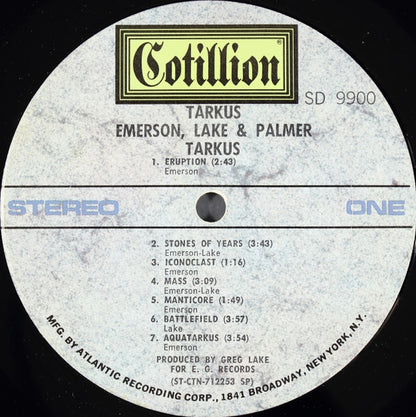 Cotillion®
SD 9900
TARKUS
EMERSON, LAKE & PALMER
TARKUS
1. ERUPTION (2:43)
Emerson
STEREO ONE
2. STONES OF YEARS (3:43)
Emerson-Lake
3. ICONOCLAST (1:16)
Emerson
4. MASS (3:09)
Emerson-Lake
5. MANTICORE (1:49)
Emerson
6. BATTLEFIELD (3:57)
Lake
7. AQUATARKUS (3:54)
Emerson
PRODUCED BY GREG LAKE
FOR E. G. RECORDS
(ST-CTN-712253 SP)
MFG. BY ATLANTIC RECORDING CORP., 1841 BROADWAY, NEW YORK, N.Y.